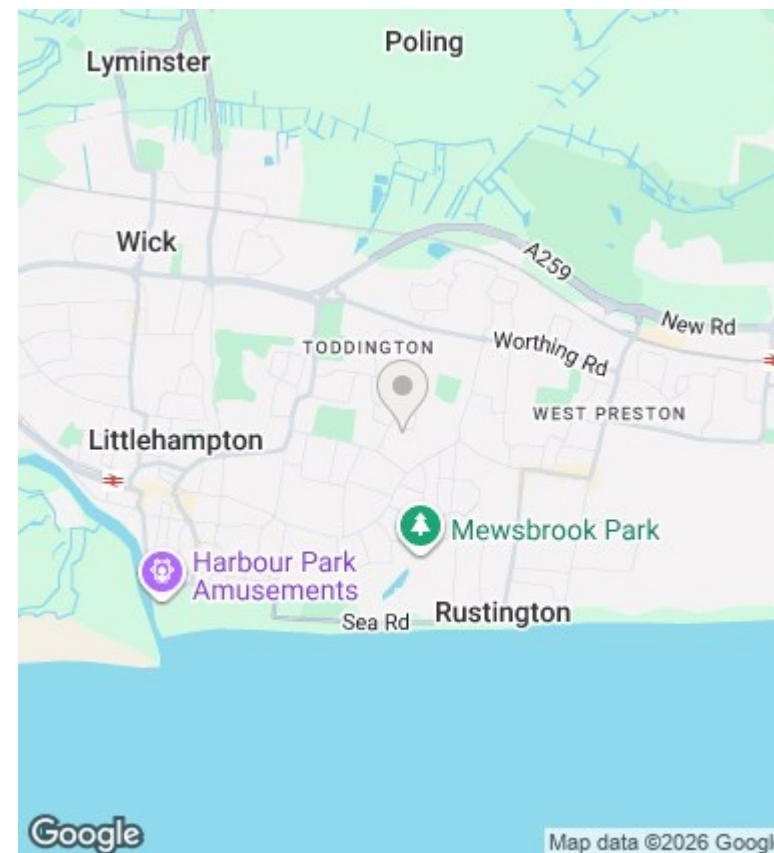 Poling
Lyminster
Wick
A259
New Rd
Worthing Rd
TODDINGTON
WEST PRESTON
Littlehampton
Mewsbrook Park
Harbour Park
Amusements
Sea Rd
Rustington
Google
Map data ©2026 Google